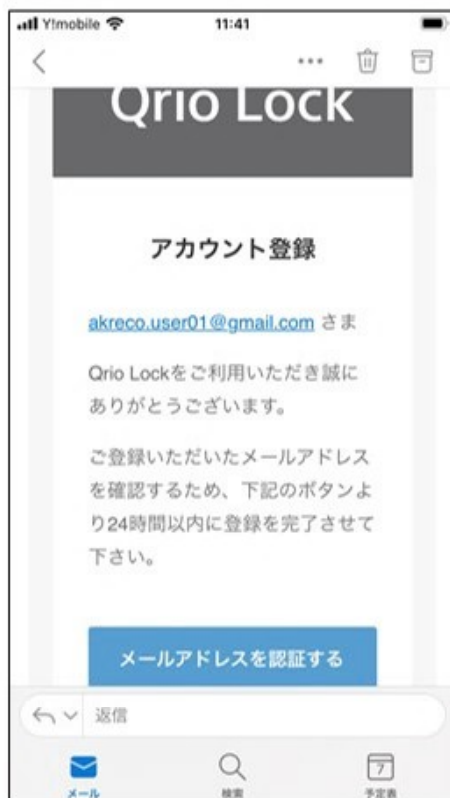 Y!mobile 11:41
Qrio Lock
アカウント登録
akreco.user01@gmail.com さま
Qrio Lockをご利用いただき誠に
ありがとうございます。
ご登録いただいたメールアドレス
を確認するため、下記のボタンよ
り24時間以内に登録を完了させて
下さい。
メールアドレスを認証する
返信
7
メール 検索 予定表